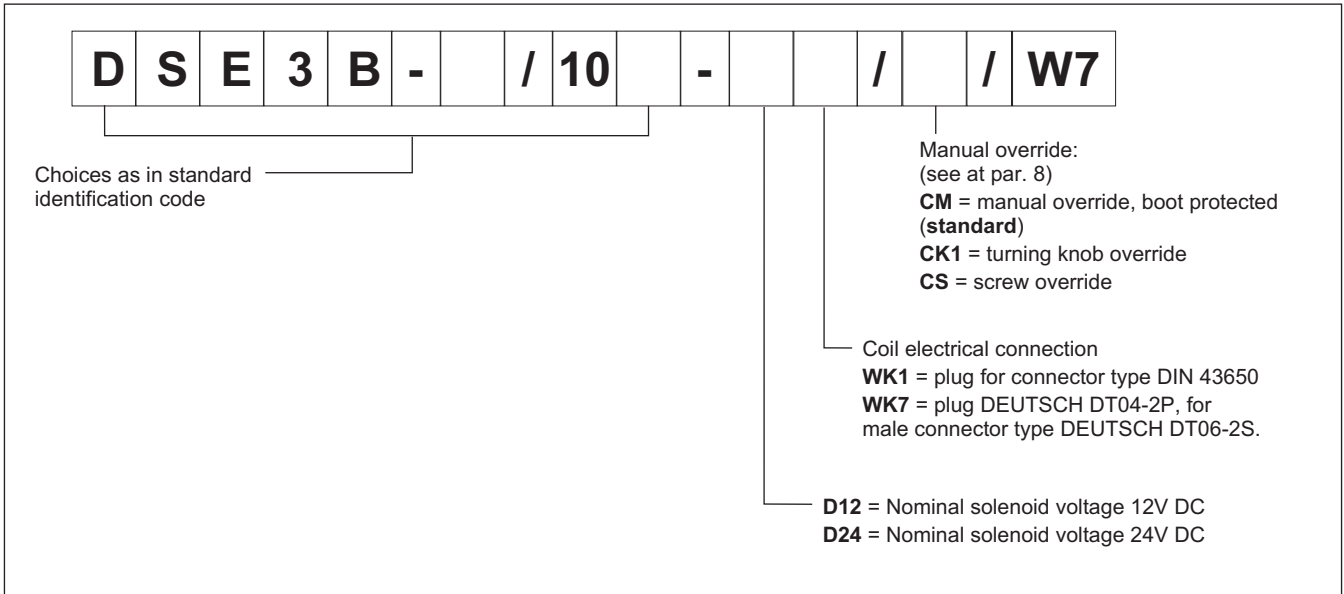 D S E 3 B - / 10 - / / W7
Choices as in standard
identification code
Manual override:
(see at par. 8)
CM = manual override, boot protected
(standard)
CK1 = turning knob override
CS = screw override
Coil electrical connection
WK1 = plug for connector type DIN 43650
WK7 = plug DEUTSCH DT04-2P, for
male connector type DEUTSCH DT06-2S.
D12 = Nominal solenoid voltage 12V DC
D24 = Nominal solenoid voltage 24V DC